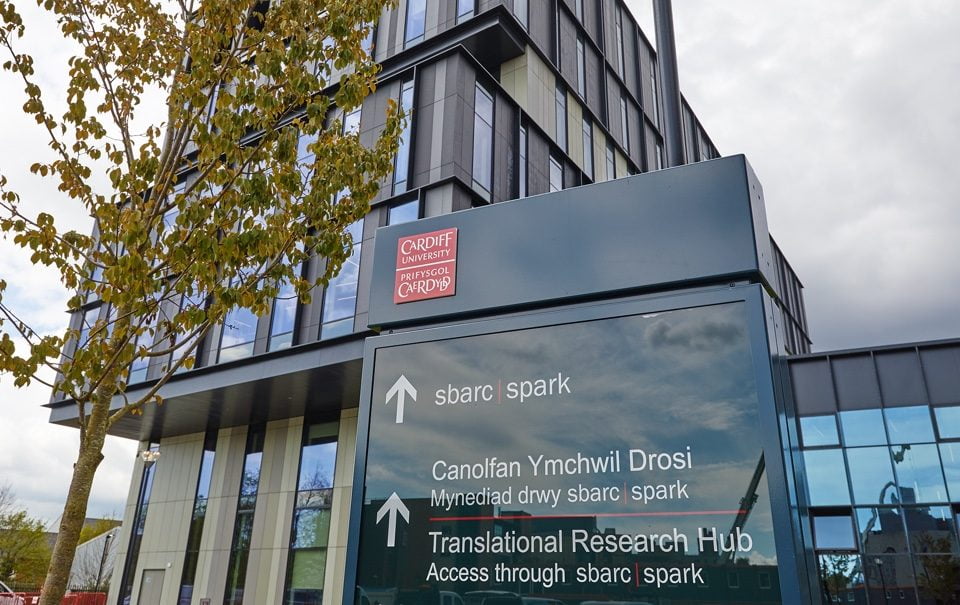 CARDIFF
UNIVERSITY
PRIFYSGOL
CAERDYDD
sbarc|spark
Canolfan Ymchwil Drosi
Mynediad drwy sbarc|spark
Translational Research Hub
Access through sbarc|spark